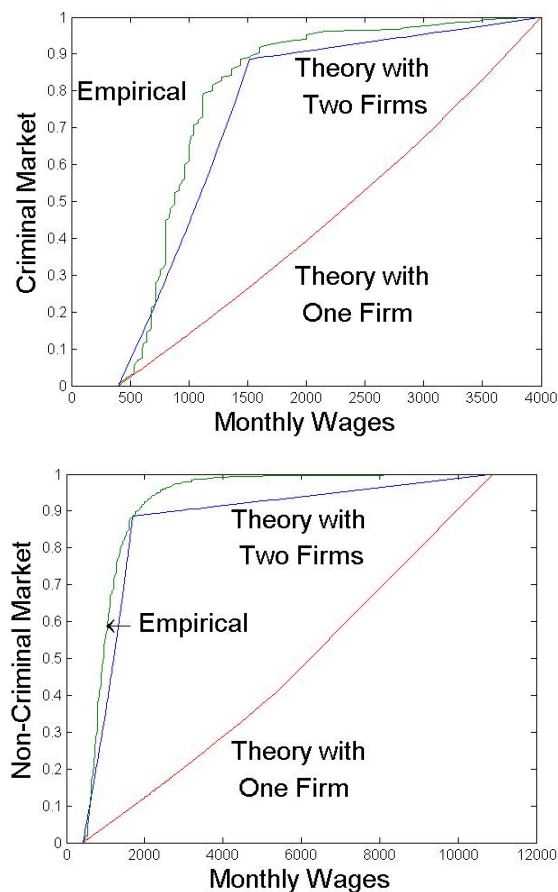 1
0.9
0.8
0.7
0.6
0.5
0.4
0.3
0.2
0.1
0
Criminal Market
Empirical
Theory with
Two Firms
Theory with
One Firm
0 500 1000 1500 2000 2500 3000 3500 4000
Monthly Wages
1
0.9
0.8
0.7
0.6
0.5
0.4
0.3
0.2
0.1
0
Non-Criminal Market
Theory with
Two Firms
Empirical
Theory with
One Firm
0 2000 4000 6000 8000 10000 12000
Monthly Wages